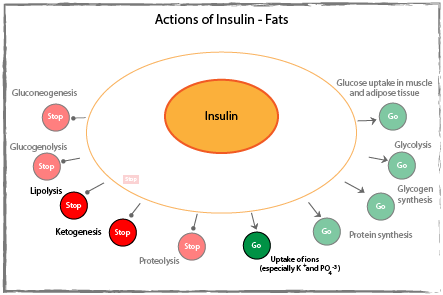 Actions of Insulin - Fats
Gluconeogenesis
Stop
Glucogenolysis
Stop
Lipolysis
Stop
Stop
Ketogenesis
Stop
Proteolysis
Stop
Insulin
Glucose uptake in muscle
and adipose tissue
Go
Glycolysis
Go
Glycogen
synthesis
Go
Protein synthesis
Go
Go
Uptake of ions
(especially K⁺and PO₄⁻³)